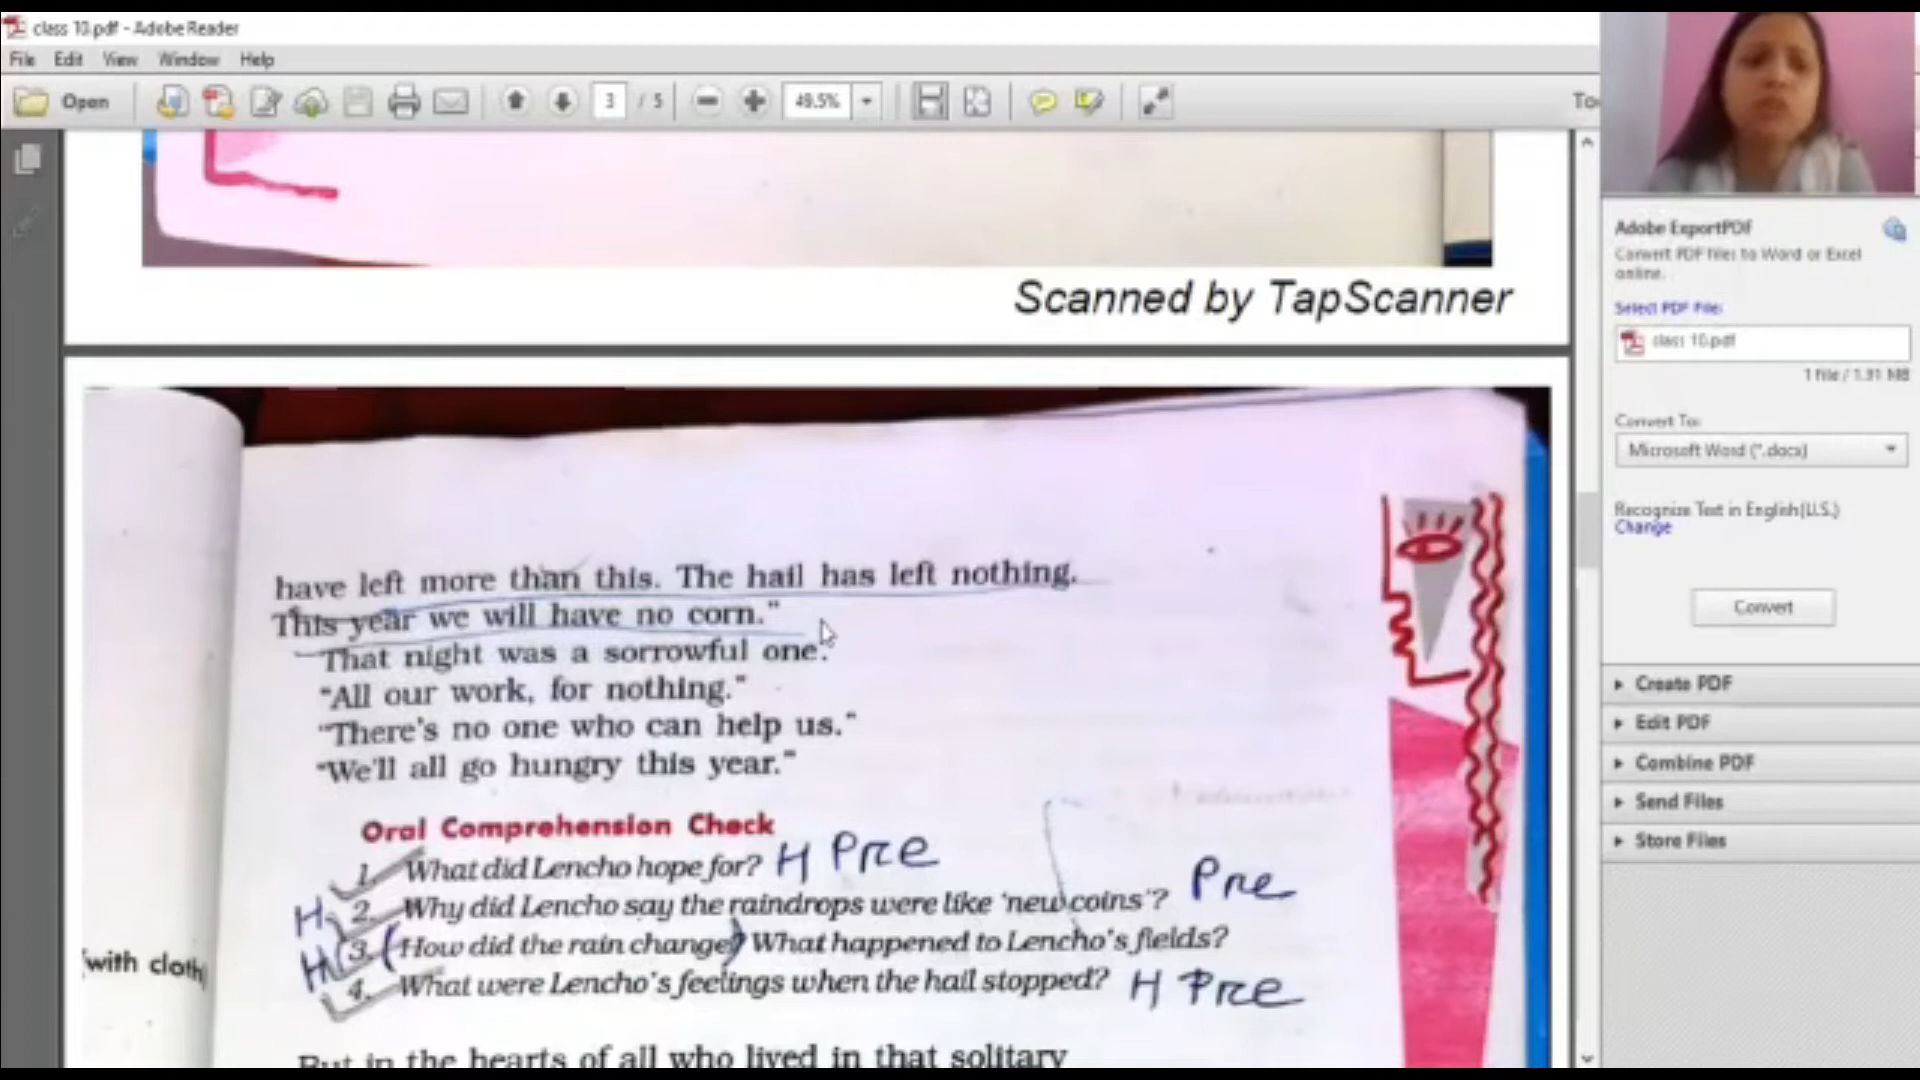 class 10.pdf - Adobe Reader
File Edit View Window Help
Open 3 / 5 49.5% To
Adobe ExportPDF
Convert PDF files to Word or Excel
online.
Select PDF File:
class 10.pdf
1 file / 1.91 MB
Convert To:
Microsoft Word (*.docx)
Recognize Text in English(U.S.)
Change
Convert
Create PDF
Edit PDF
Combine PDF
Send Files
Store Files
Scanned by TapScanner
have left more than this. The hail has left nothing.
This year we will have no corn."
That night was a sorrowful one:
"All our work, for nothing."
"There's no one who can help us."
"We'll all go hungry this year."
Oral Comprehension Check
1. What did Lencho hope for? H Pre
H 2. Why did Lencho say the raindrops were like 'new coins'? Pre
H 3. (How did the rain change?) What happened to Lencho's fields?
4. What were Lencho's feelings when the hail stopped? H Pre
(with cloth)
But in the hearts of all who lived in that solitary